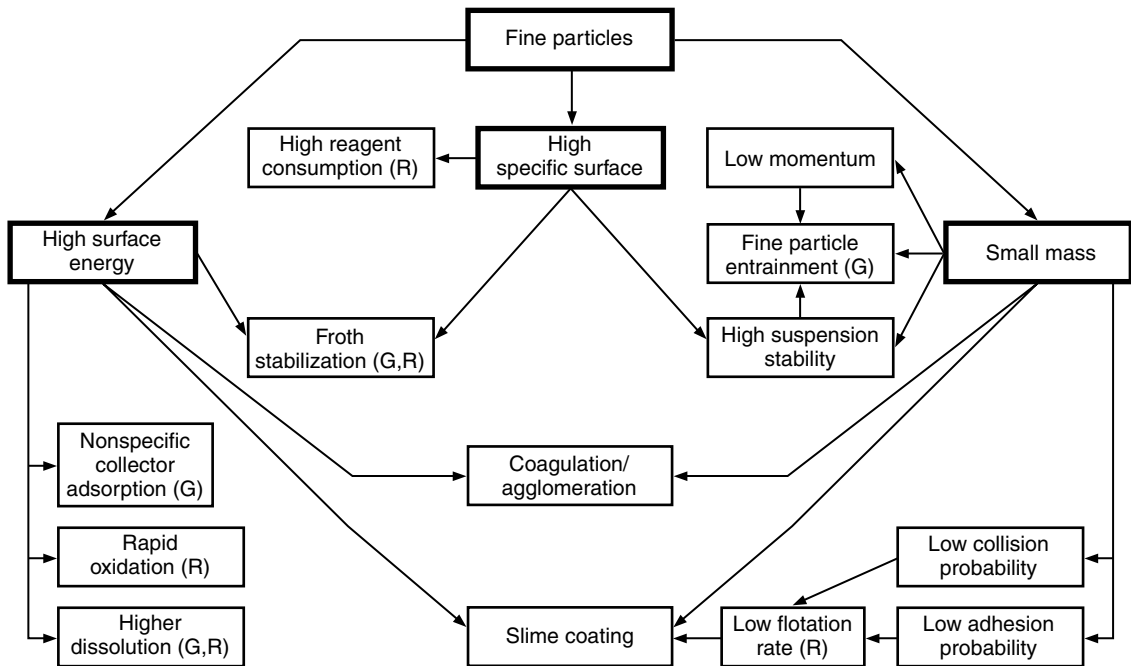 Fine particles
High reagent
consumption (R)
High
specific surface
Low momentum
High surface
energy
Fine particle
entrainment (G)
Small mass
Froth
stabilization (G,R)
High suspension
stability
Nonspecific
collector
adsorption (G)
Coagulation/
agglomeration
Rapid
oxidation (R)
Low collision
probability
Higher
dissolution (G,R)
Slime coating
Low flotation
rate (R)
Low adhesion
probability